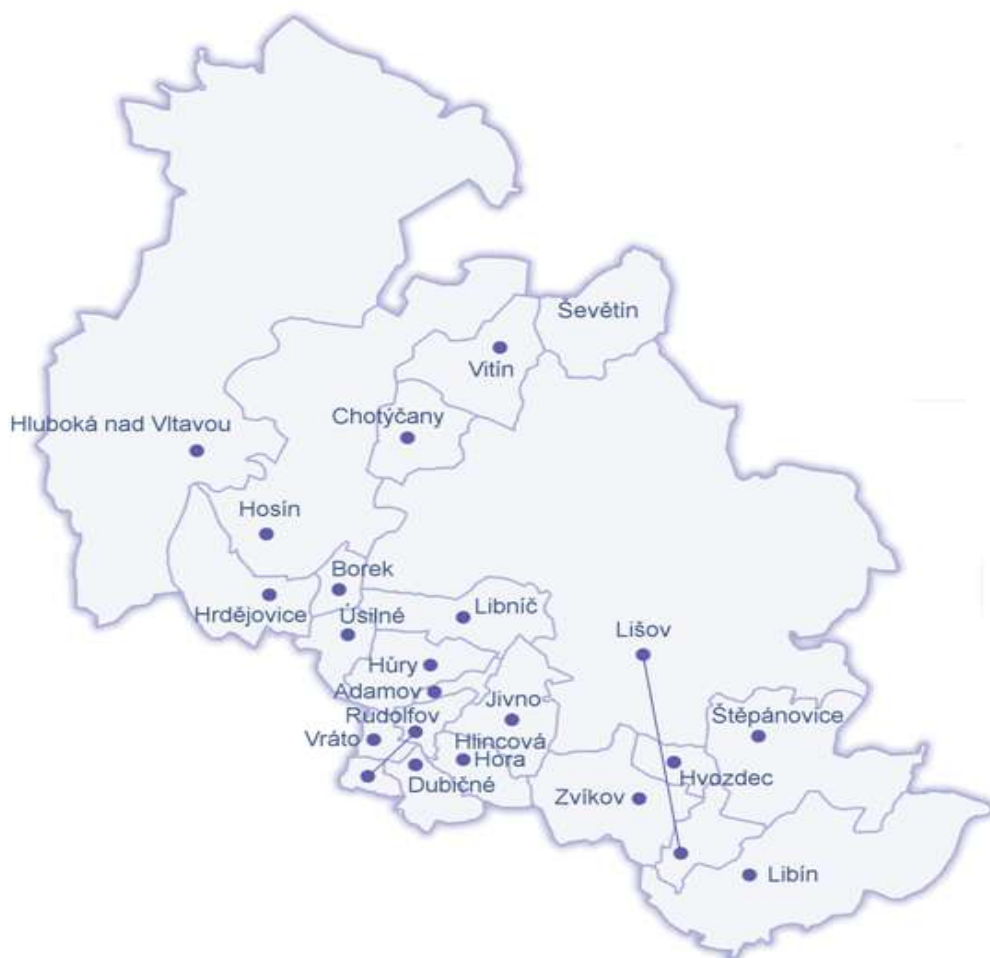 Ševětin
Vitín
Chotýčany
Hluboká nad Vltavou
Hosín
Borek
Hrdějovice
Libníč
Úsilné
Lišov
Hůry
Adamov
Jivno
Rudolfov
Štěpánovice
Vráto
Hlincová
Hora
Hvozdec
Dubičné
Zvíkov
Libín